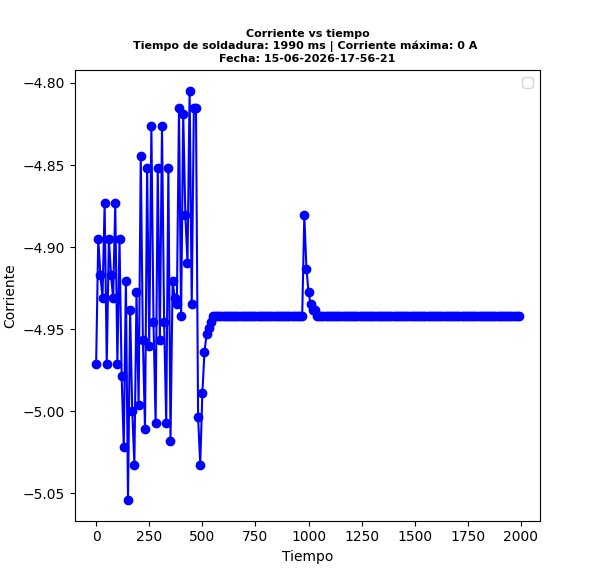 Corriente vs tiempo
Tiempo de soldadura: 1990 ms | Corriente máxima: 0 A
Fecha: 15-06-2026-17-56-21
−4.80
−4.85
−4.90
−4.95
−5.00
−5.05
Corriente
0 250 500 750 1000 1250 1500 1750 2000
Tiempo